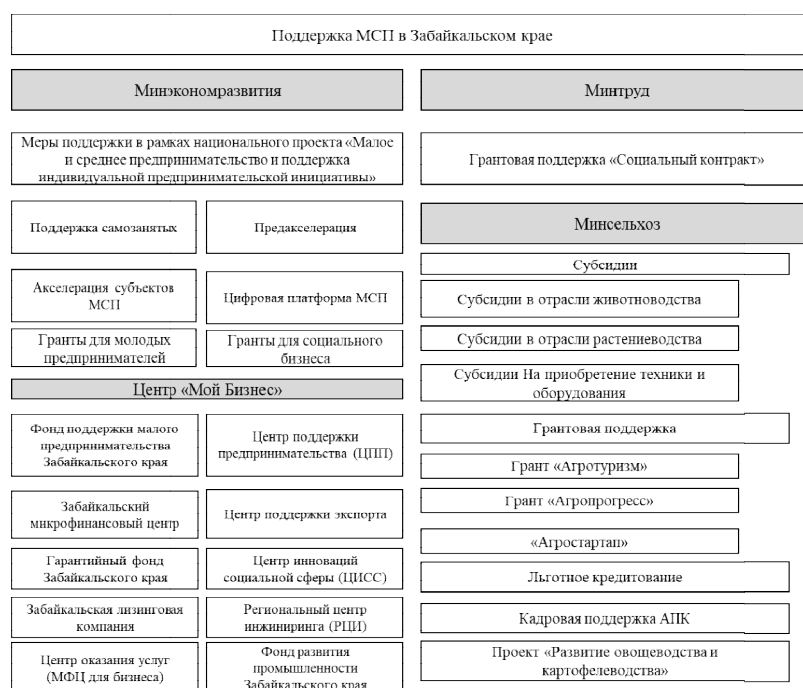 Поддержка МСП в Забайкальском крае
Минэкономразвития
Меры поддержки в рамках национального проекта «Малое
и среднее предпринимательство и поддержка
индивидуальной предпринимательской инициативы»
Поддержка самозанятых
Предакселерация
Акселерация субъектов
МСП
Цифровая платформа МСП
Гранты для молодых
предпринимателей
Гранты для социального
бизнеса
Центр «Мой Бизнес»
Фонд поддержки малого
предпринимательства
Забайкальского края
Центр поддержки
предпринимательства (ЦПП)
Забайкальский
микрофинансовый центр
Центр поддержки экспорта
Гарантийный фонд
Забайкальского края
Центр инноваций
социальной сферы (ЦИСС)
Забайкальская лизинговая
компания
Региональный центр
инжиниринга (РЦИ)
Центр оказания услуг
(МФЦ для бизнеса)
Фонд развития
промышленности
Забайкальского края
Минтруд
Грантовая поддержка «Социальный контракт»
Минсельхоз
Субсидии
Субсидии в отрасли животноводства
Субсидии в отрасли растениеводства
Субсидии На приобретение техники и
оборудования
Грантовая поддержка
Грант «Агротуризм»
Грант «Агропрогресс»
«Агростартап»
Льготное кредитование
Кадровая поддержка АПК
Проект «Развитие овощеводства и
картофелеводства»